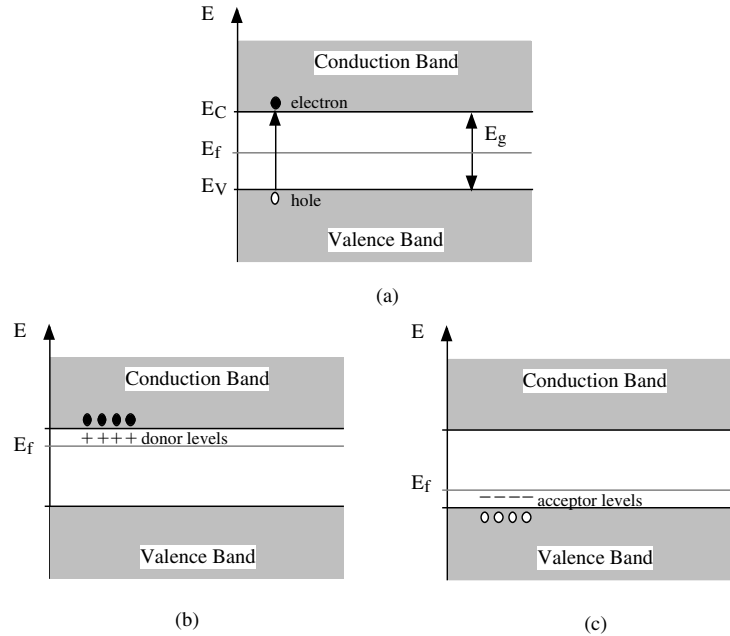 E
Conduction Band
E_C
electron
E_f
E_g
E_V
hole
Valence Band
(a)
E
Conduction Band
++++ donor levels
E_f
Valence Band
(b)
E
Conduction Band
E_f
−−−−− acceptor levels
Valence Band
(c)